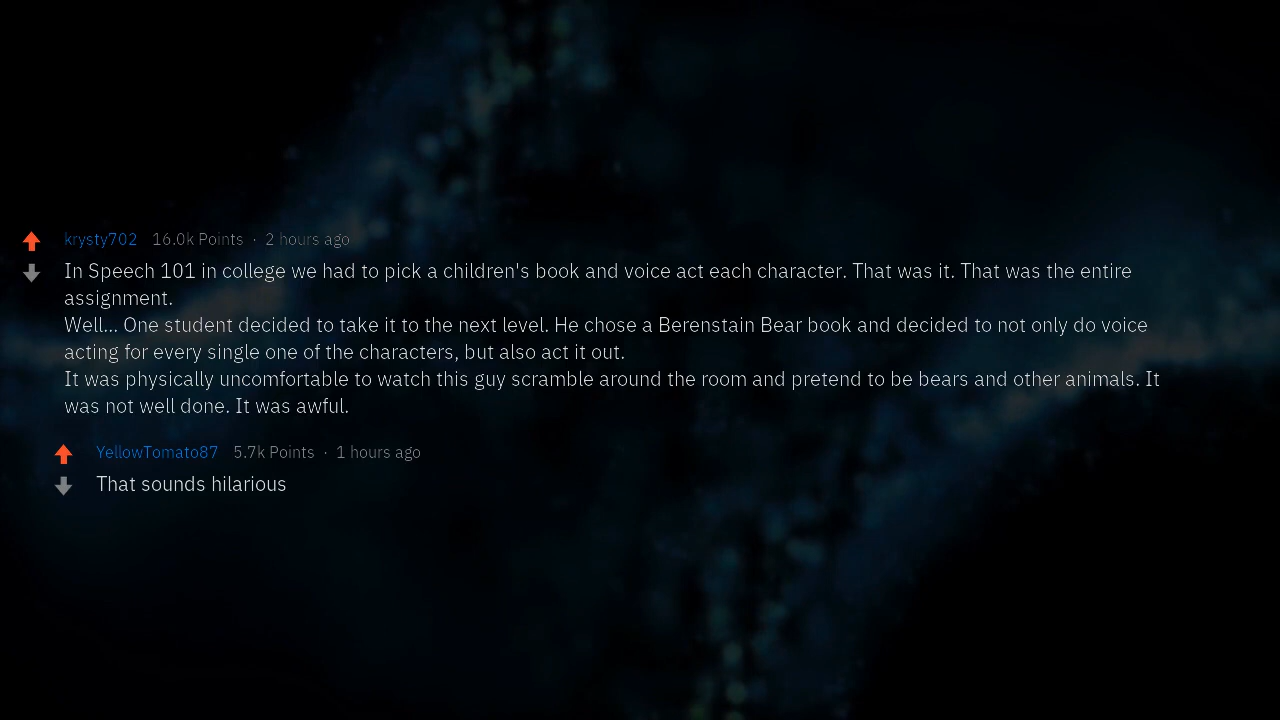 krysty702 16.0k Points · 2 hours ago
In Speech 101 in college we had to pick a children's book and voice act each character. That was it. That was the entire
assignment.
Well... One student decided to take it to the next level. He chose a Berenstain Bear book and decided to not only do voice
acting for every single one of the characters, but also act it out.
It was physically uncomfortable to watch this guy scramble around the room and pretend to be bears and other animals. It
was not well done. It was awful.
YellowTomato87 5.7k Points · 1 hours ago
That sounds hilarious